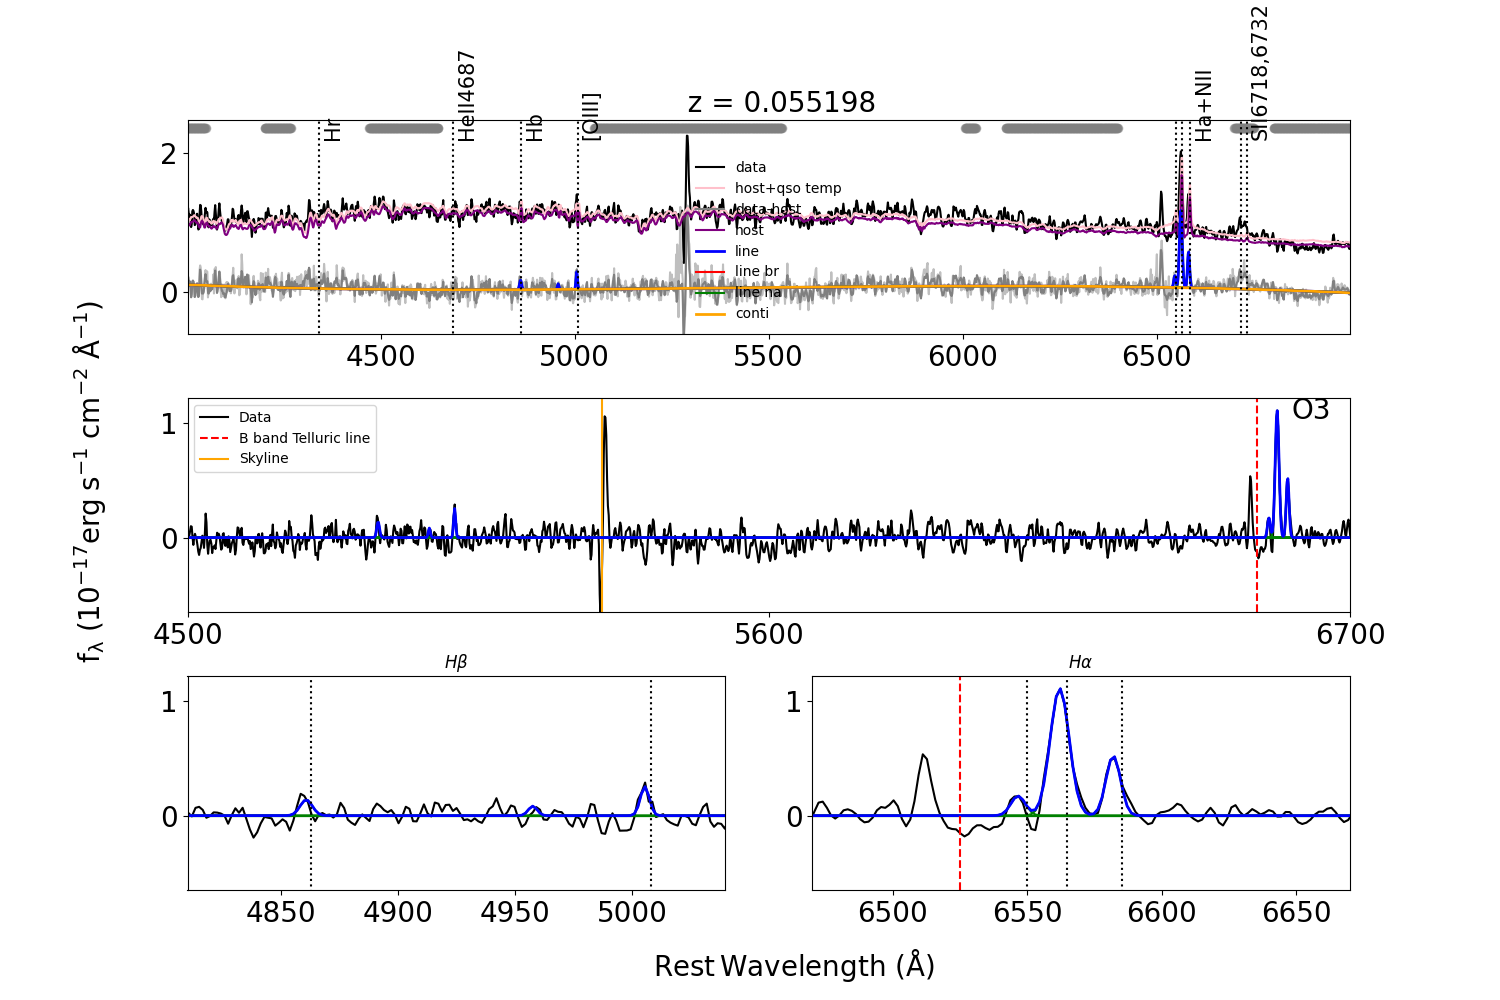 z = 0.055198
Hr
HeII4687
Hb
[OIII]
Ha+NII
SII6718,6732
2
0
data
host+qso temp
data-host
host
line
line br
line na
conti
4500
5000
5500
6000
6500
fλ (10⁻¹⁷erg s⁻¹ cm⁻² Å⁻¹)
1
0
Data
B band Telluric line
Skyline
O3
4500
5600
6700
Hβ
1
0
4850
4900
4950
5000
Hα
1
0
6500
6550
6600
6650
Rest Wavelength (Å)